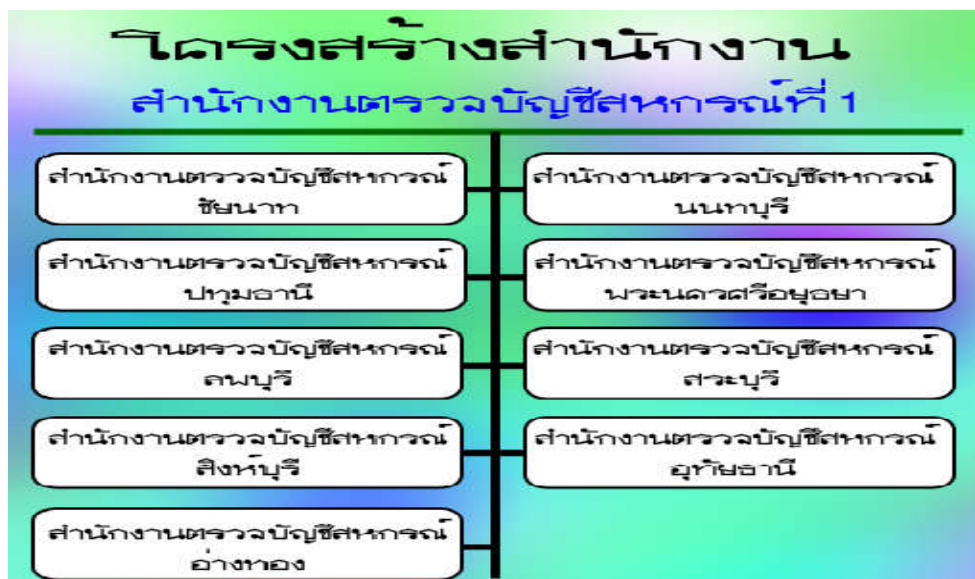 โครงสร้างสำนักงาน
สำนักงานตรวจบัญชีสหกรณ์ที่ 1
สำนักงานตรวจบัญชีสหกรณ์
ชัยนาท
สำนักงานตรวจบัญชีสหกรณ์
นนทบุรี
สำนักงานตรวจบัญชีสหกรณ์
ปทุมธานี
สำนักงานตรวจบัญชีสหกรณ์
พระนครศรีอยุธยา
สำนักงานตรวจบัญชีสหกรณ์
ลพบุรี
สำนักงานตรวจบัญชีสหกรณ์
สระบุรี
สำนักงานตรวจบัญชีสหกรณ์
สิงห์บุรี
สำนักงานตรวจบัญชีสหกรณ์
อุทัยธานี
สำนักงานตรวจบัญชีสหกรณ์
อ่างทอง